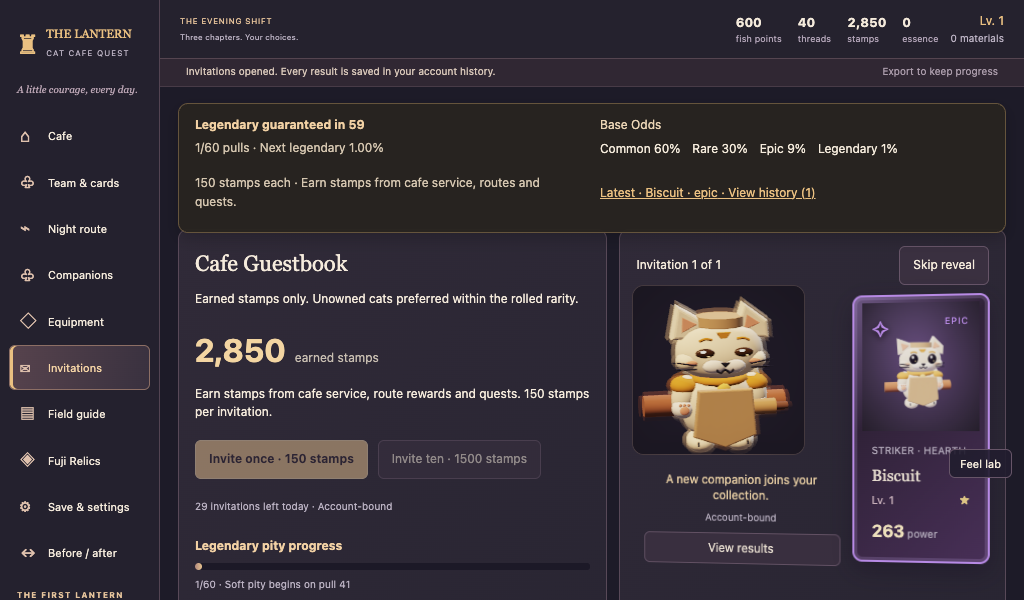 THE LANTERN
CAT CAFE QUEST
A little courage, every day.
Cafe
Team & cards
Night route
Companions
Equipment
Invitations
Field guide
Fuji Relics
Save & settings
Before / after
THE FIRST LANTERN
THE EVENING SHIFT
Three chapters. Your choices.
600
fish points
40
threads
2,850
stamps
0
essence
Lv. 1
0 materials
Invitations opened. Every result is saved in your account history.
Export to keep progress
Legendary guaranteed in 59
1/60 pulls · Next legendary 1.00%
150 stamps each · Earn stamps from cafe service, routes and
quests.
Base Odds
Common 60% Rare 30% Epic 9% Legendary 1%
Latest · Biscuit · epic · View history (1)
Cafe Guestbook
Earned stamps only. Unowned cats preferred within the rolled rarity.
2,850 earned stamps
Earn stamps from cafe service, route rewards and quests. 150 stamps
per invitation.
Invite once · 150 stamps
Invite ten · 1500 stamps
29 invitations left today · Account-bound
Legendary pity progress
1/60 · Soft pity begins on pull 41
Invitation 1 of 1
Skip reveal
A new companion joins your
collection.
Account-bound
View results
EPIC
STRIKER · HEARTH
Biscuit
Lv. 1
263 power
Feel lab